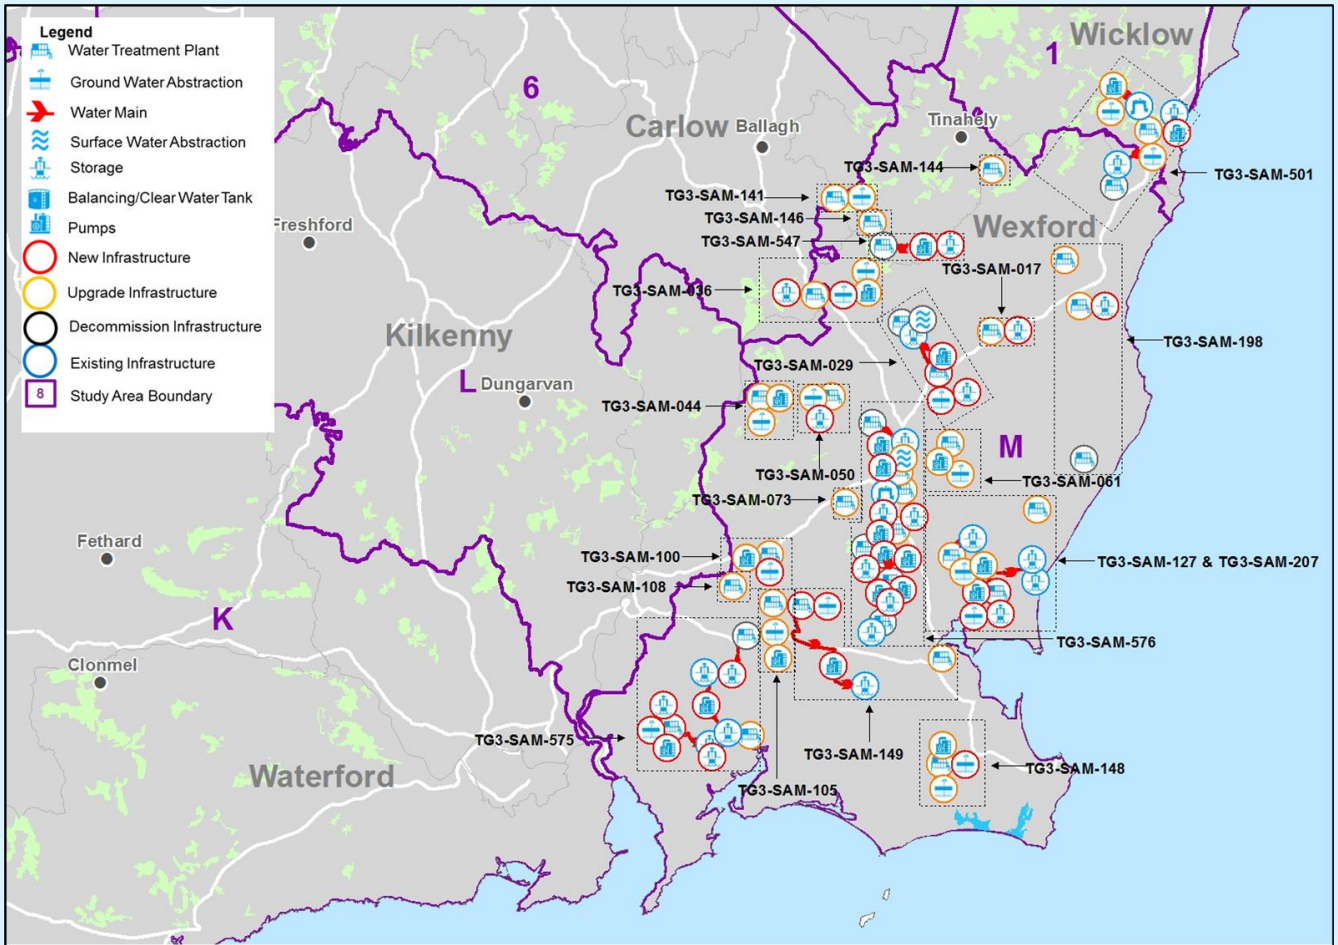 Legend
Water Treatment Plant
Ground Water Abstraction
Water Main
Surface Water Abstraction
Storage
Balancing/Clear Water Tank
Pumps
New Infrastructure
Upgrade Infrastructure
Decommission Infrastructure
Existing Infrastructure
8 Study Area Boundary
Wicklow
1
6
Carlow
Ballagh
Tinahely
TG3-SAM-144
TG3-SAM-501
TG3-SAM-141
TG3-SAM-146
Freshford
Wexford
TG3-SAM-547
TG3-SAM-017
TG3-SAM-036
Kilkenny
TG3-SAM-198
TG3-SAM-029
L
Dungarvan
TG3-SAM-044
M
TG3-SAM-050
TG3-SAM-061
TG3-SAM-073
Fethard
TG3-SAM-100
TG3-SAM-127 & TG3-SAM-207
TG3-SAM-108
K
TG3-SAM-576
Clonmel
TG3-SAM-575
TG3-SAM-149
TG3-SAM-148
Waterford
TG3-SAM-105